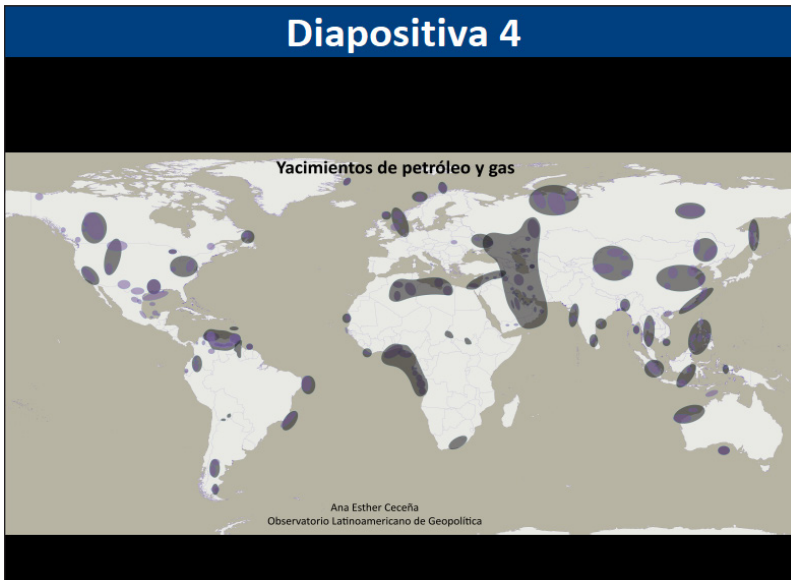 Diapositiva 4
Yacimientos de petróleo y gas
Ana Esther Ceceña
Observatorio Latinoamericano de Geopolítica